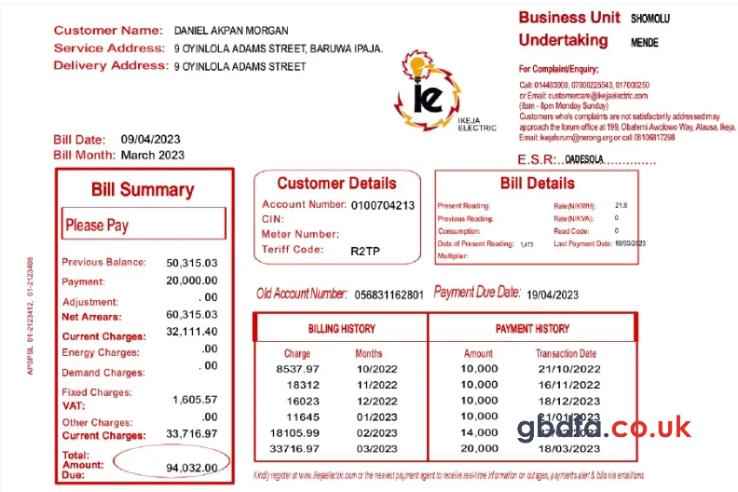 Customer Name: DANIEL AKPAN MORGAN
Service Address: 9 OYINLOLA ADAMS STREET, BARUWA IPAJA.
Delivery Address: 9 OYINLOLA ADAMS STREET
Bill Date: 09/04/2023
Bill Month: March 2023
ie
IKEJA
ELECTRIC
Business Unit SHOMOLU
Undertaking MENDE
For Complaint/Enquiry;
Call: 014483900, 07000225543, 017000250
or Email: customercare@ikejaelectric.com
(8am - 8pm Monday Sunday)
Customers who's complaints are not satisfactorily addressed may
approach the forum office at 199, Obafemi Awolowo Way, Alausa, Ikeja.
Email: ikejaforum@nerong.org or call 08106817298
E.S.R: OADESOLA
Bill Summary
Please Pay
Previous Balance: 50,315.03
Payment: 20,000.00
Adjustment: .00
Net Arrears: 60,315.03
Current Charges: 32,111.40
Energy Charges: .00
Demand Charges: .00
Fixed Charges:
VAT: 1,605.57
Other Charges: .00
Current Charges: 33,716.97
Total:
Amount: 94,032.00
Due:
APSPSL 01-2123412, 01-2123408
Customer Details
Account Number: 0100704213
CIN:
Meter Number:
Teriff Code: R2TP
Bill Details
Present Reading: Rate(N/KWH): 21.8
Previous Reading: Rate(N/KVA): 0
Consumption: Read Code: 0
Date of Present Reading: 1,473 Last Payment Date: 18/03/2023
Multiplier:
Old Account Number: 056831162801 Payment Due Date: 19/04/2023
BILLING HISTORY PAYMENT HISTORY
Charge Months Amount Transaction Date
8537.97 10/2022 10,000 21/10/2022
18312 11/2022 10,000 16/11/2022
16023 12/2022 10,000 18/12/2023
11645 01/2023 10,000 21/01/2023
18105.99 02/2023 14,000
33716.97 03/2023 20,000 18/03/2023
gbdfa.co.uk
Kindly register at www.ikejaelectric.com or the nearest payment agent to receive real-time information on outages, payments alert & bills via email/sms.